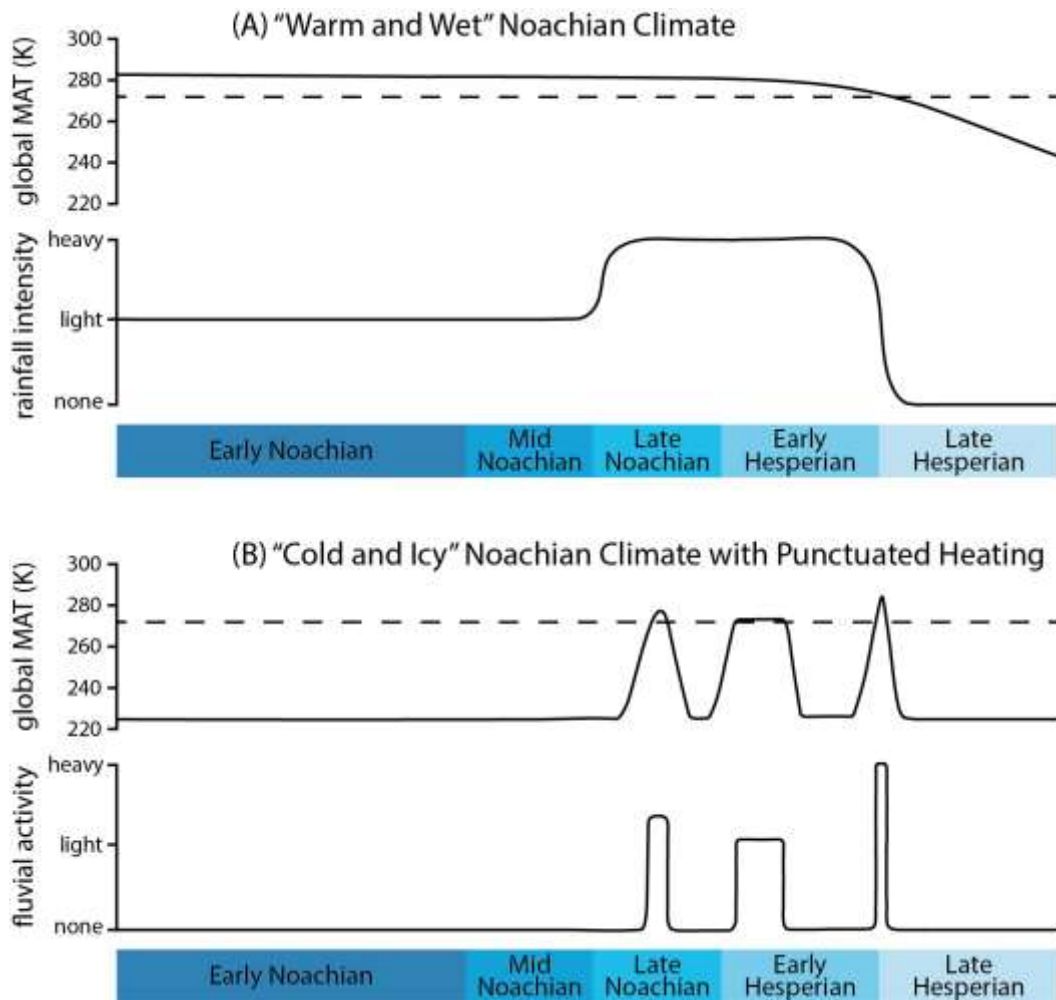 (A) “Warm and Wet” Noachian Climate
global MAT (K)
300
280
260
240
220
rainfall intensity
heavy
light
none
Early Noachian
Mid
Noachian
Late
Noachian
Early
Hesperian
Late
Hesperian
(B) “Cold and Icy” Noachian Climate with Punctuated Heating
global MAT (K)
300
280
260
240
220
fluvial activity
heavy
light
none
Early Noachian
Mid
Noachian
Late
Noachian
Early
Hesperian
Late
Hesperian